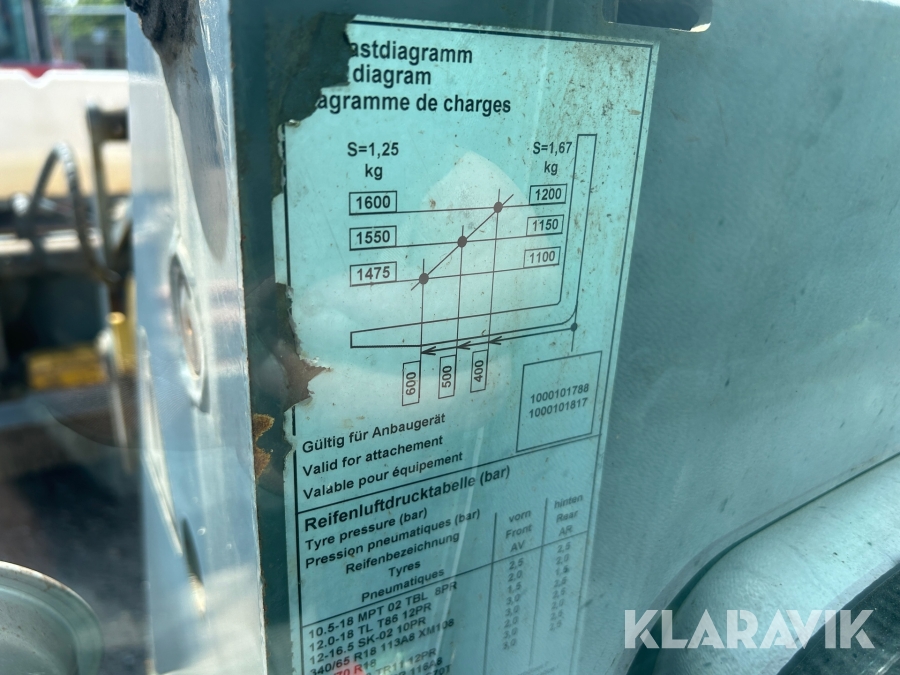 astdiagramm
diagram
agramme de charges
S=1,25 S=1,67
kg kg
1600 1200
1550 1150
1475 1100
600 500 400
1000101788
1000101817
Gültig für Anbaugerät
Valid for attachement
Valable pour équipement
Reifenluftdrucktabelle (bar)
Tyre pressure (bar)
Pression pneumatiques (bar)
Reifenbezeichnung vorn hinten
Tyres Front Rear
Pneumatiques AV AR
10.5-18 MPT 02 TBL 8PR
12.0-18 TL T86 12PR
12-16.5 SK-02 10PR
340/65 R18 113A8 XM108
KLARAVIK